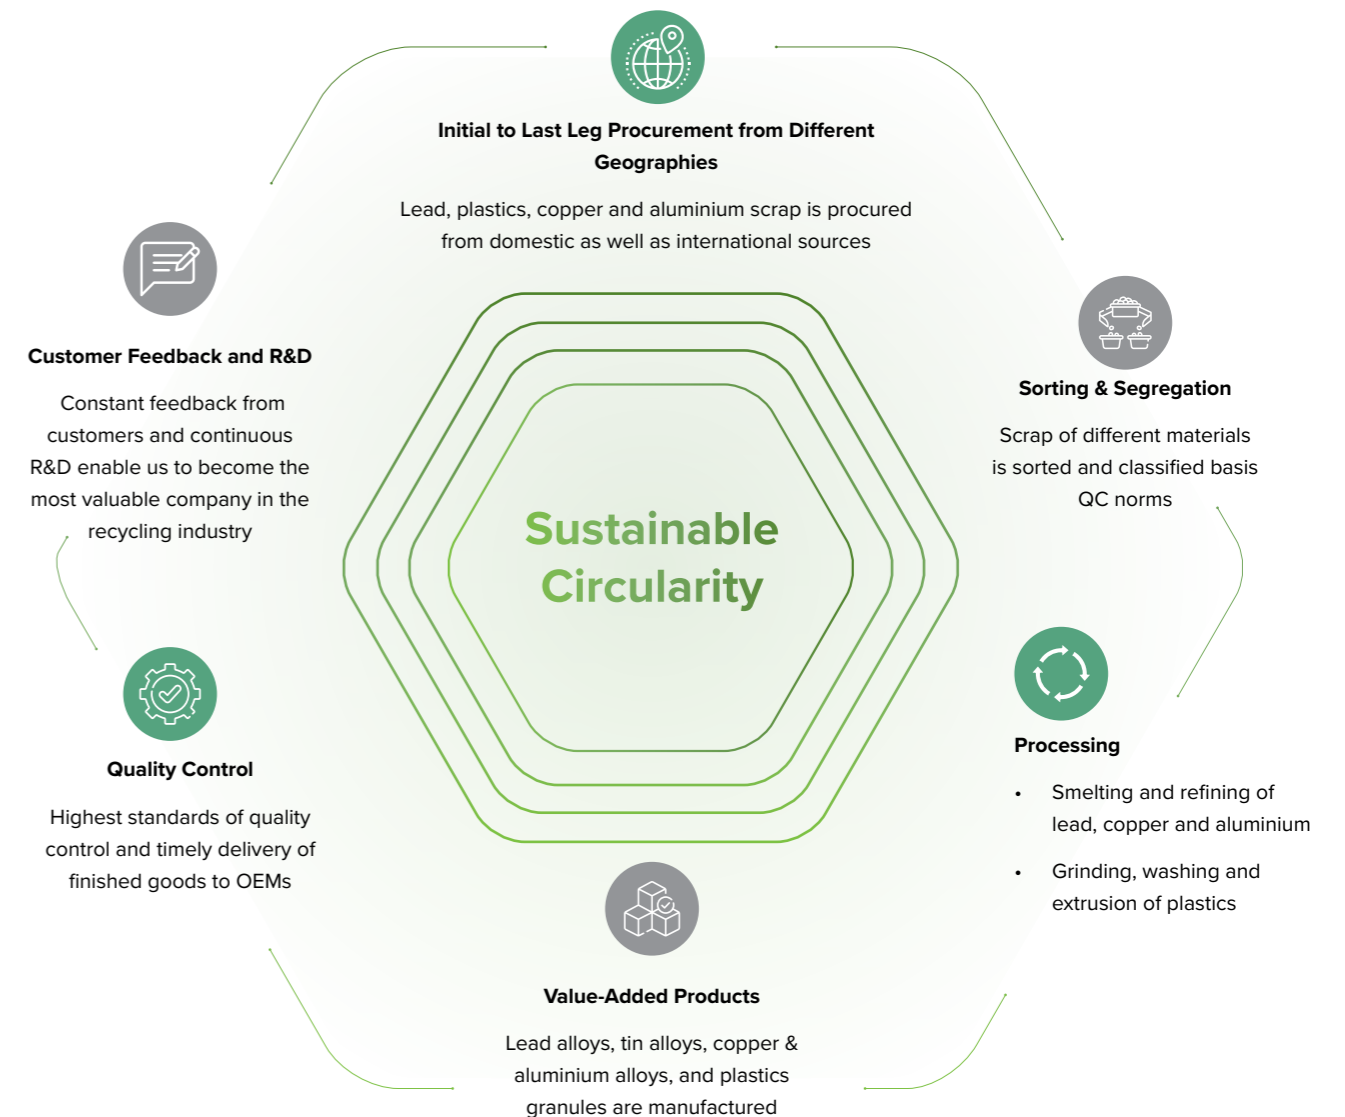 Initial to Last Leg Procurement from Different
Geographies
Lead, plastics, copper and aluminium scrap is procured
from domestic as well as international sources
Sorting & Segregation
Scrap of different materials
is sorted and classified basis
QC norms
Processing
• Smelting and refining of
lead, copper and aluminium
• Grinding, washing and
extrusion of plastics
Value-Added Products
Lead alloys, tin alloys, copper &
aluminium alloys, and plastics
granules are manufactured
Quality Control
Highest standards of quality
control and timely delivery of
finished goods to OEMs
Customer Feedback and R&D
Constant feedback from
customers and continuous
R&D enable us to become the
most valuable company in the
recycling industry
Sustainable
Circularity